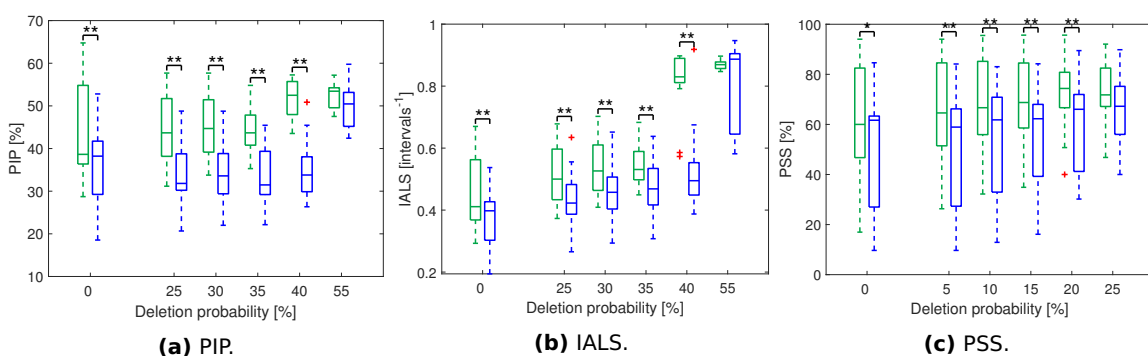 PIP [%]
70
60
50
40
30
20
10
** ** ** ** **
0 25 30 35 40 55
Deletion probability [%]
(a) PIP.
IALS [intervals⁻¹]
1
0.8
0.6
0.4
0.2
** ** ** ** **
0 25 30 35 40 55
Deletion probability [%]
(b) IALS.
PSS [%]
100
80
60
40
20
0
* ** ** ** **
0 5 10 15 20 25
Deletion probability [%]
(c) PSS.